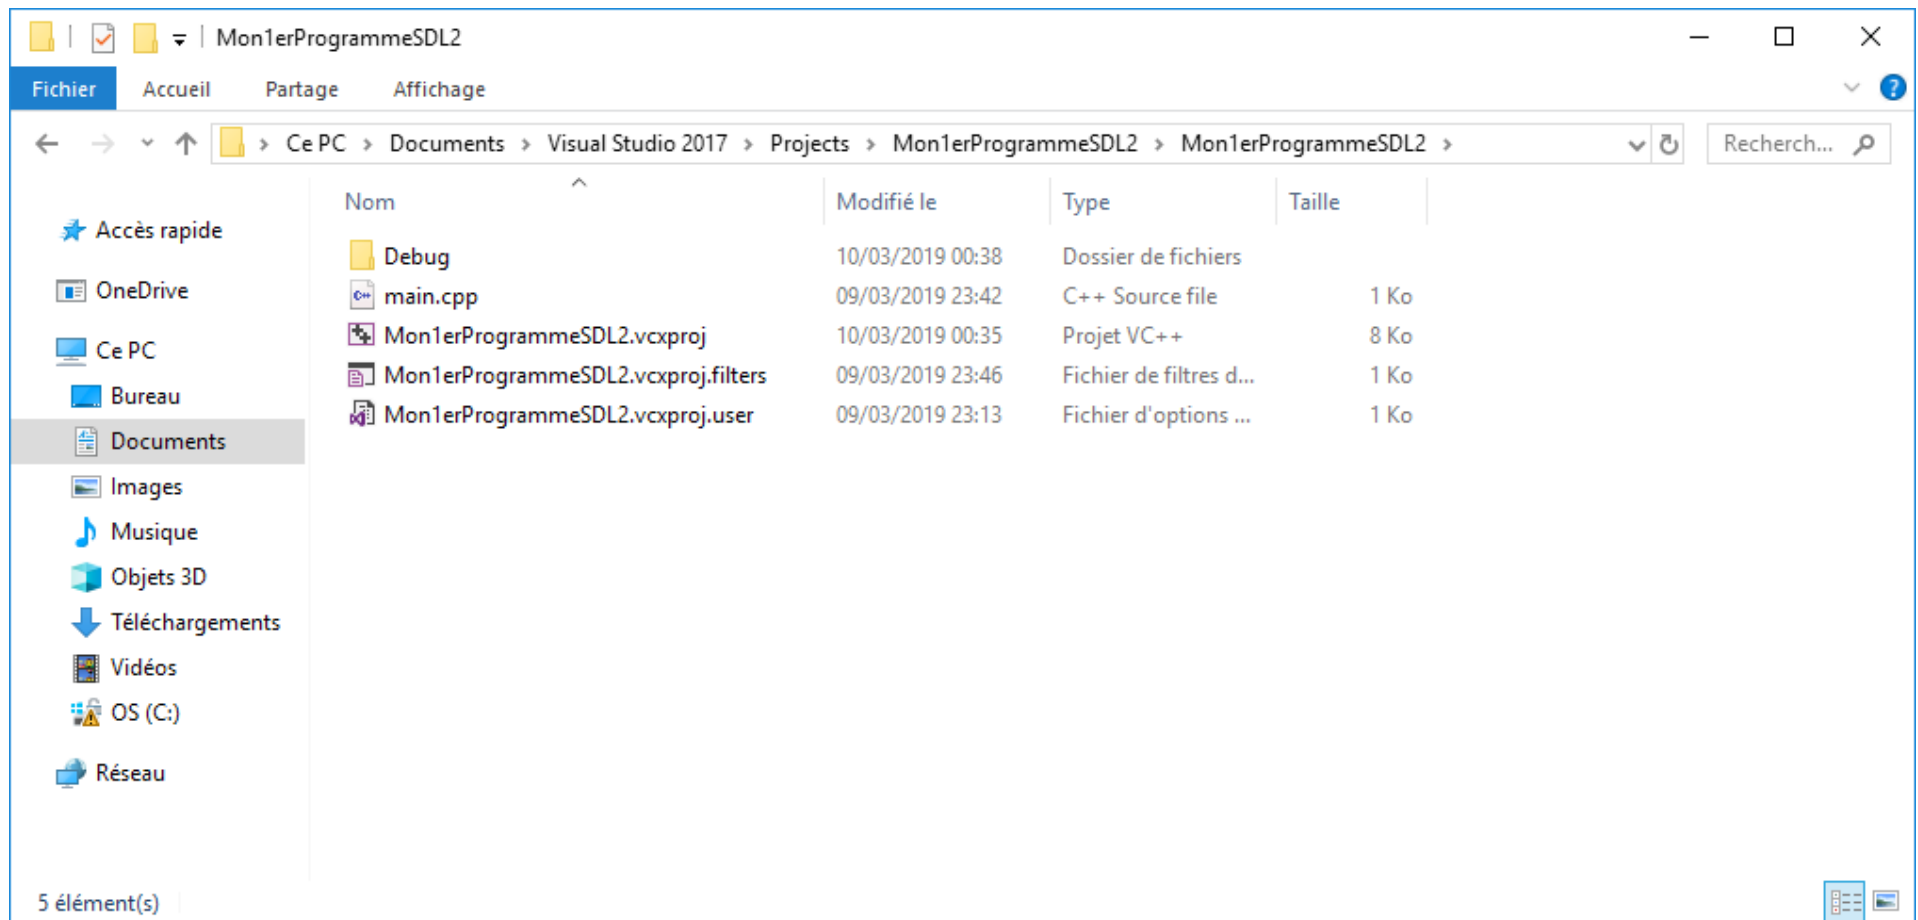 Mon1erProgrammeSDL2
Fichier Accueil Partage Affichage ?
Ce PC > Documents > Visual Studio 2017 > Projects > Mon1erProgrammeSDL2 > Mon1erProgrammeSDL2 > Recherch...
Nom Modifié le Type Taille
Accès rapide
OneDrive
Ce PC
Bureau
Documents
Images
Musique
Objets 3D
Téléchargements
Vidéos
OS (C:)
Réseau
Debug 10/03/2019 00:38 Dossier de fichiers
main.cpp 09/03/2019 23:42 C++ Source file 1 Ko
Mon1erProgrammeSDL2.vcxproj 10/03/2019 00:35 Projet VC++ 8 Ko
Mon1erProgrammeSDL2.vcxproj.filters 09/03/2019 23:46 Fichier de filtres d... 1 Ko
Mon1erProgrammeSDL2.vcxproj.user 09/03/2019 23:13 Fichier d'options ... 1 Ko
5 élément(s)